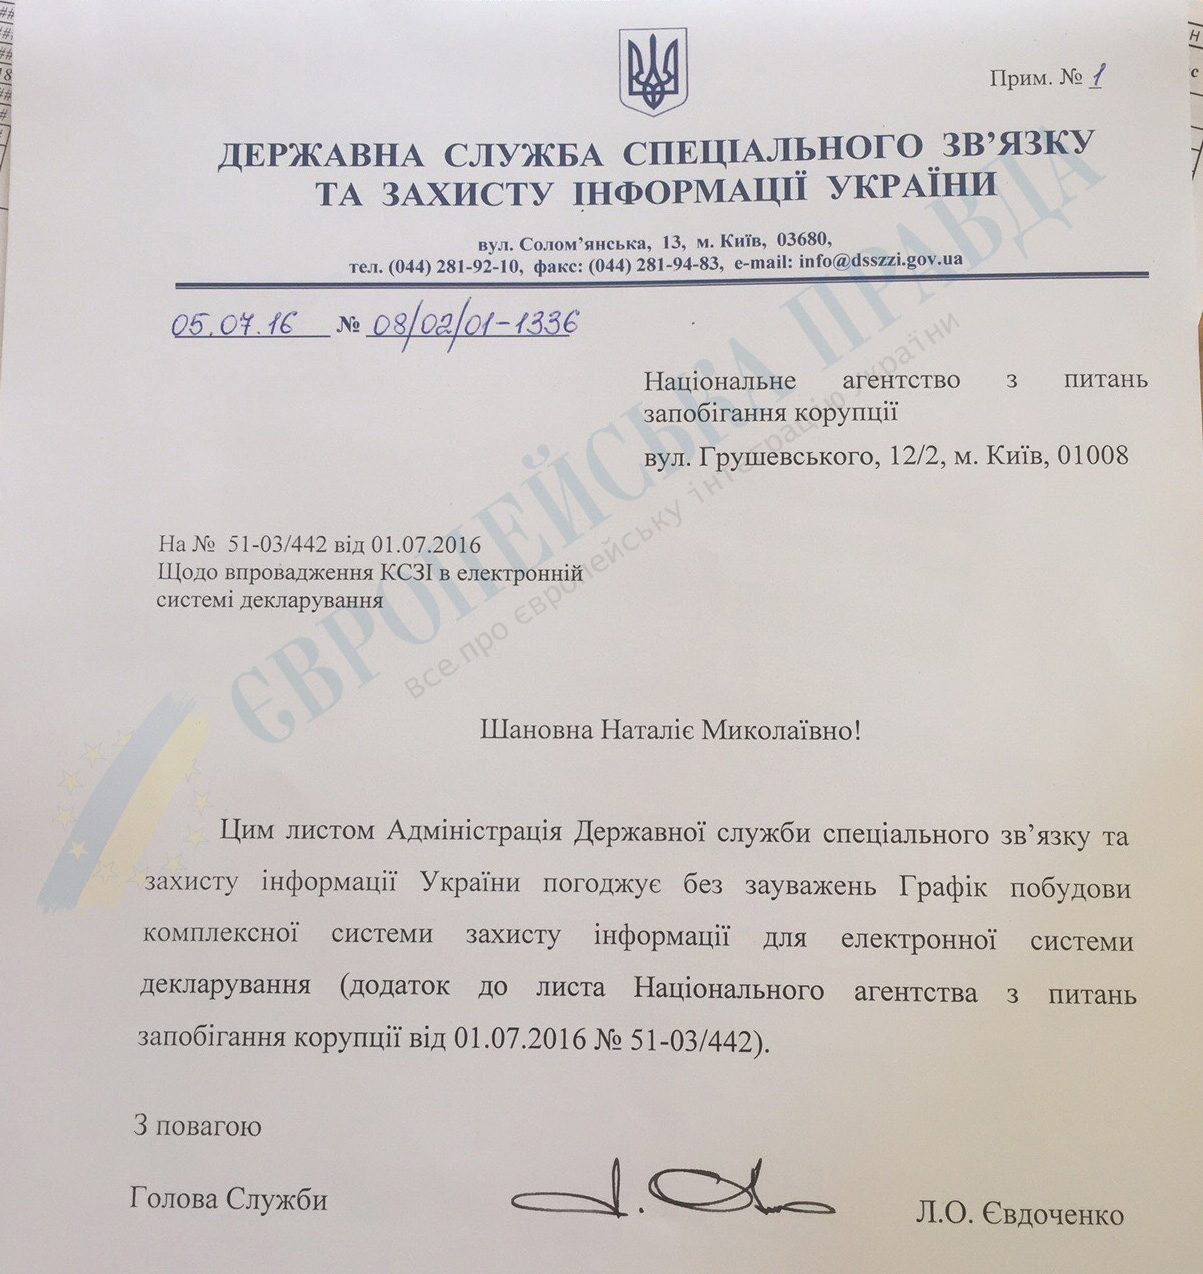 Прим. № 1
ДЕРЖАВНА СЛУЖБА СПЕЦІАЛЬНОГО ЗВ’ЯЗКУ
ТА ЗАХИСТУ ІНФОРМАЦІЇ УКРАЇНИ
вул. Солом’янська, 13, м. Київ, 03680,
тел. (044) 281-92-10, факс: (044) 281-94-83, e-mail: info@dsszzi.gov.ua
05.07.16 № 08/02/01-1336
Національне агентство з питань
запобігання корупції
вул. Грушевського, 12/2, м. Київ, 01008
На № 51-03/442 від 01.07.2016
Щодо впровадження КСЗІ в електронній
системі декларування
ЄВРОПЕЙСЬКА ПРАВДА
все про європейську інтеграцію україни
Шановна Наталіє Миколаївно!
Цим листом Адміністрація Державної служби спеціального зв’язку та
захисту інформації України погоджує без зауважень Графік побудови
комплексної системи захисту інформації для електронної системи
декларування (додаток до листа Національного агентства з питань
запобігання корупції від 01.07.2016 № 51-03/442).
З повагою
Голова Служби
Л.О. Євдоченко